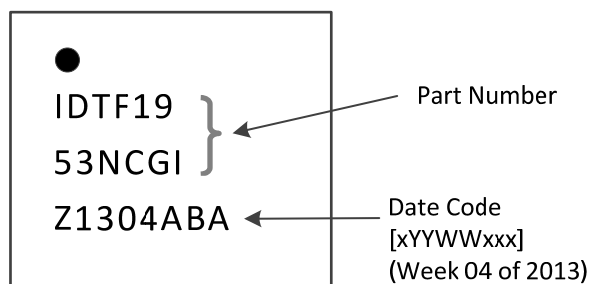 IDTF19
53NCGI
Z1304ABA
Part Number
Date Code
[xYYWWxxx]
(Week 04 of 2013)